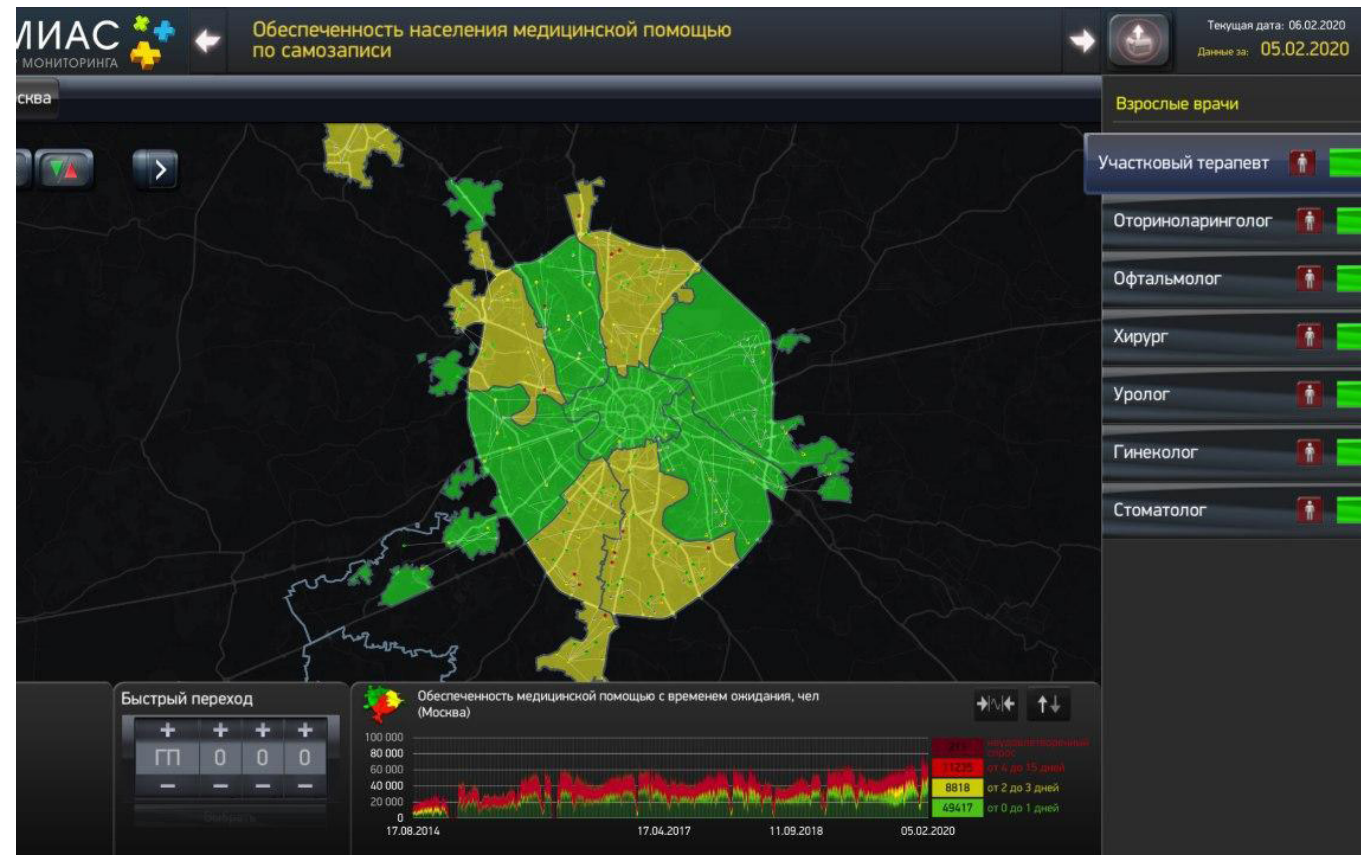 МИАС
МОНИТОРИНГА
Обеспеченность населения медицинской помощью
по самозаписи
Текущая дата: 06.02.2020
Данные за: 05.02.2020
сква
Взрослые врачи
Участковый терапевт
Оториноларинголог
Офтальмолог
Хирург
Уролог
Гинеколог
Стоматолог
Быстрый переход
+ + + +
ГП 0 0 0
− − − −
Выбрать
Обеспеченность медицинской помощью с временем ожидания, чел
(Москва)
100 000
80 000
60 000
40 000
20 000
0
17.08.2014 17.04.2017 11.09.2018 05.02.2020
неудовлетворенный
спрос
11235 от 4 до 15 дней
8818 от 2 до 3 дней
49417 от 0 до 1 дней